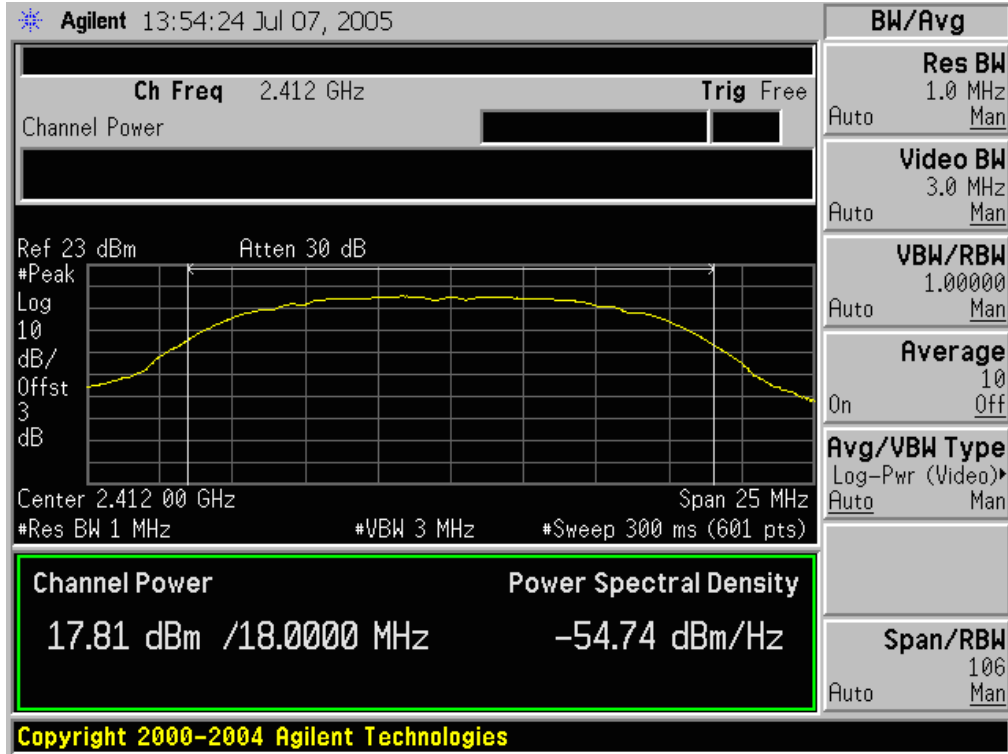 Agilent 13:54:24 Jul 07, 2005
Ch Freq 2.412 GHz Trig Free
Channel Power
Ref 23 dBm Atten 30 dB
#Peak
Log
10
dB/
Offst
3
dB
Center 2.412 00 GHz Span 25 MHz
#Res BW 1 MHz #VBW 3 MHz #Sweep 300 ms (601 pts)
Channel Power Power Spectral Density
17.81 dBm /18.0000 MHz -54.74 dBm/Hz
Copyright 2000-2004 Agilent Technologies
BW/Avg
Res BW
1.0 MHz
Auto Man
Video BW
3.0 MHz
Auto Man
VBW/RBW
1.00000
Auto Man
Average
10
On Off
Avg/VBW Type
Log-Pwr (Video)
Auto Man
Span/RBW
106
Auto Man